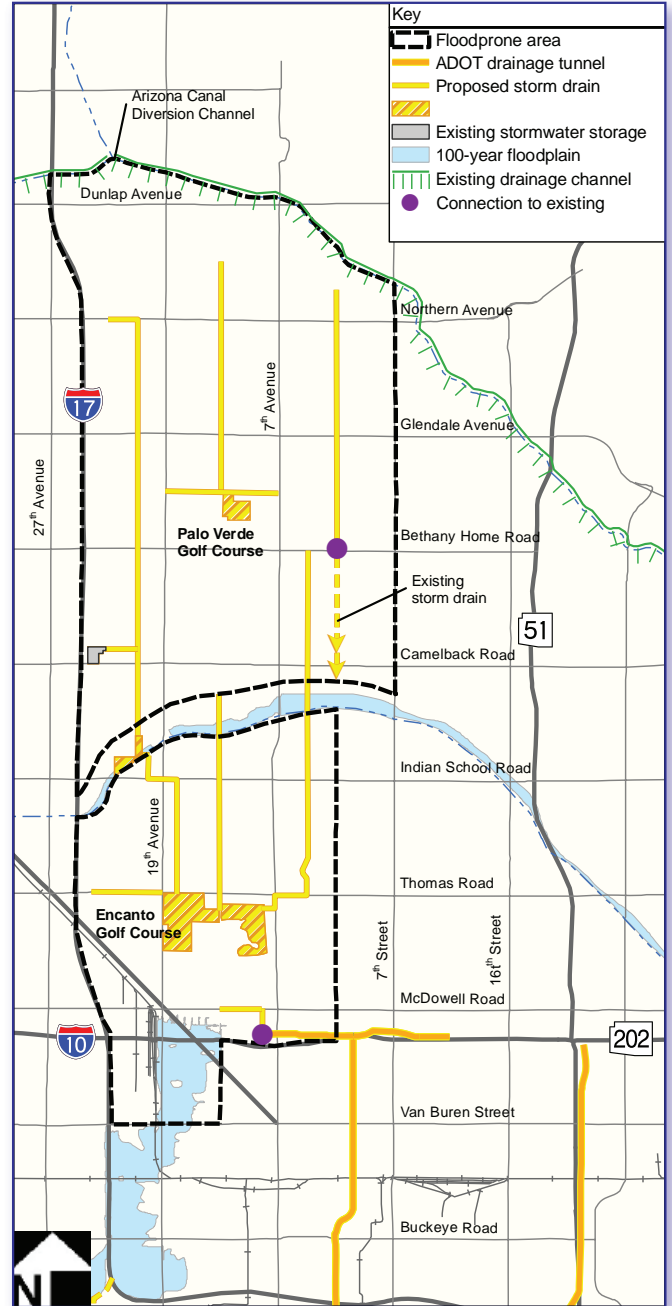 Key
Floodprone area
ADOT drainage tunnel
Proposed storm drain
Existing stormwater storage
100-year floodplain
Existing drainage channel
Connection to existing
Arizona Canal
Diversion Channel
Dunlap Avenue
Northern Avenue
17
7th Avenue
Glendale Avenue
27th Avenue
Palo Verde
Golf Course
Bethany Home Road
Existing
storm drain
51
Camelback Road
Indian School Road
19th Avenue
Thomas Road
Encanto
Golf Course
7th Street
16tth Street
McDowell Road
10
202
Van Buren Street
Buckeye Road
N